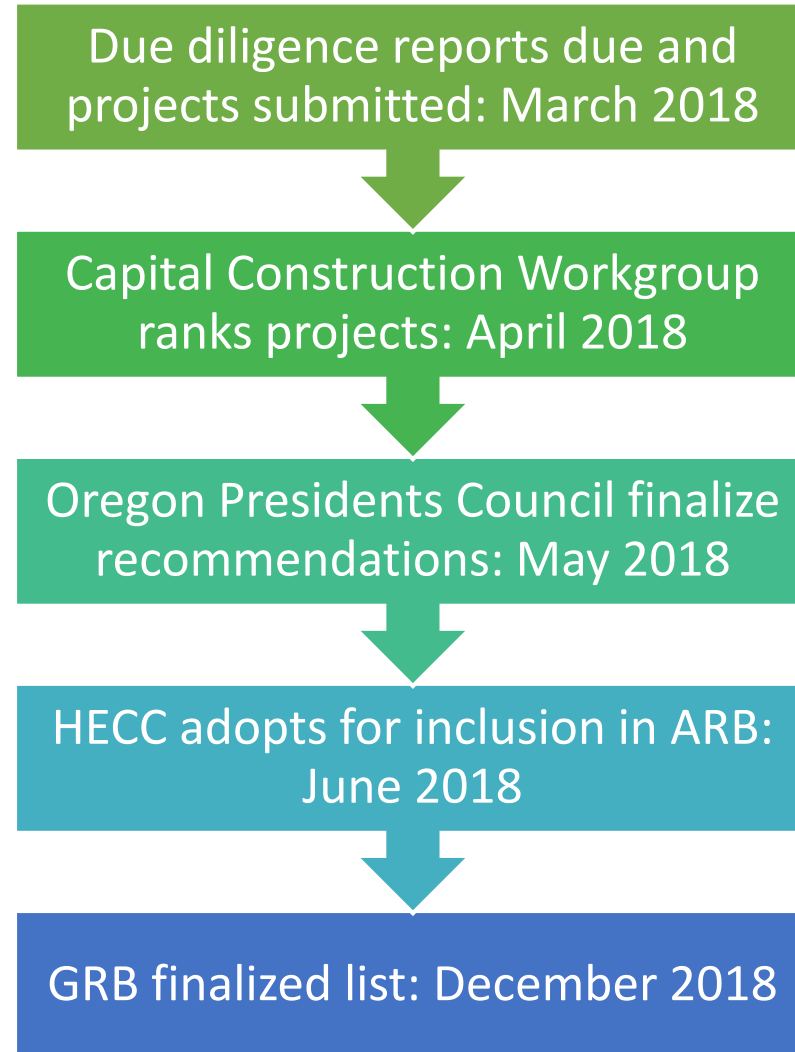 Due diligence reports due and
projects submitted: March 2018
Capital Construction Workgroup
ranks projects: April 2018
Oregon Presidents Council finalize
recommendations: May 2018
HECC adopts for inclusion in ARB:
June 2018
GRB finalized list: December 2018